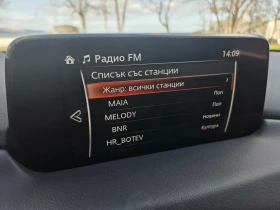 Радио FM 14:09
Списък със станции
Жанр: всички станции
MAIA Поп
MELODY Поп
BNR Новини
HR_BOTEV Култура